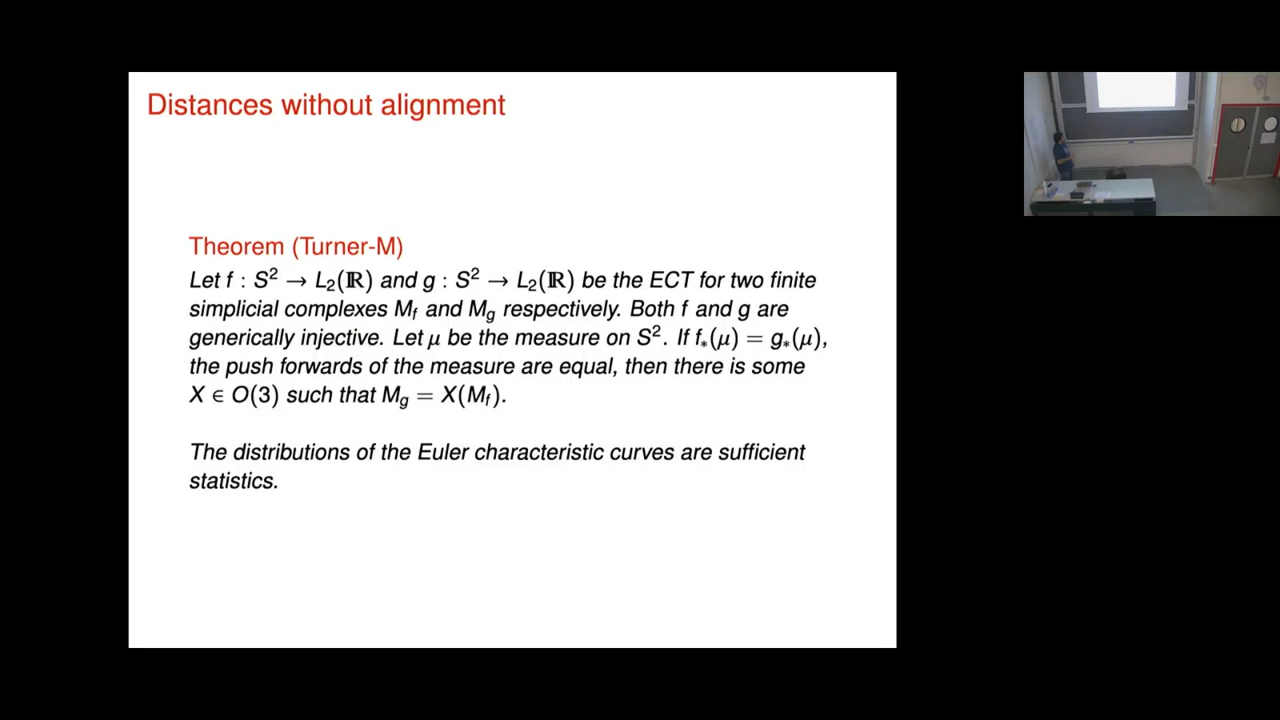 Distances without alignment
Theorem (Turner-M)
Let f : S² → L₂(ℝ) and g : S² → L₂(ℝ) be the ECT for two finite
simplicial complexes M_f and M_g respectively. Both f and g are
generically injective. Let μ be the measure on S². If f_*(μ) = g_*(μ),
the push forwards of the measure are equal, then there is some
X ∈ O(3) such that M_g = X(M_f).
The distributions of the Euler characteristic curves are sufficient
statistics.